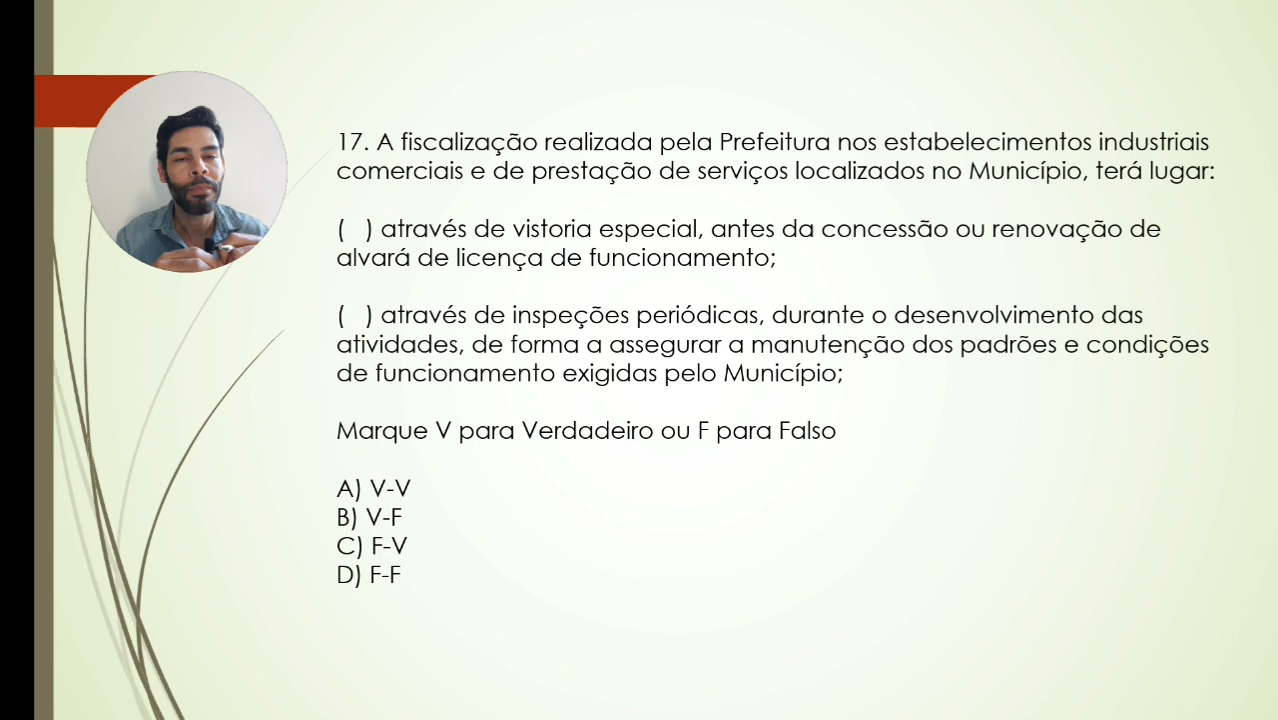 17. A fiscalização realizada pela Prefeitura nos estabelecimentos industriais
comerciais e de prestação de serviços localizados no Município, terá lugar:
(   ) através de vistoria especial, antes da concessão ou renovação de
alvará de licença de funcionamento;
(   ) através de inspeções periódicas, durante o desenvolvimento das
atividades, de forma a assegurar a manutenção dos padrões e condições
de funcionamento exigidas pelo Município;
Marque V para Verdadeiro ou F para Falso
A) V-V
B) V-F
C) F-V
D) F-F